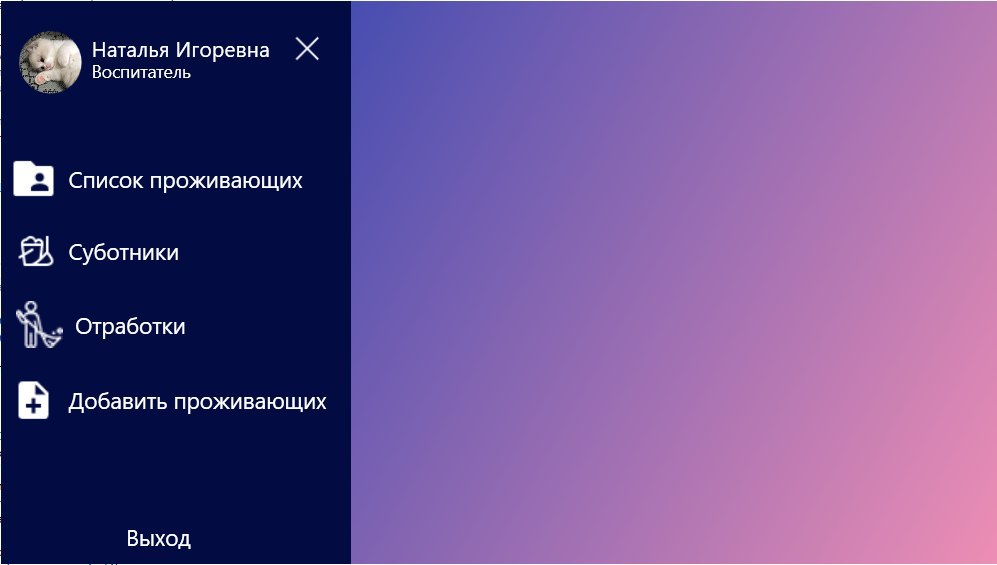 Наталья Игоревна
Воспитатель
Список проживающих
Суботники
Отработки
Добавить проживающих
Выход